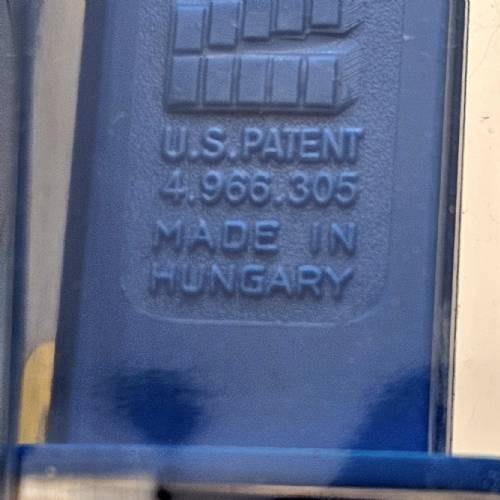 U.S. PATENT
4.966.305
MADE IN
HUNGARY